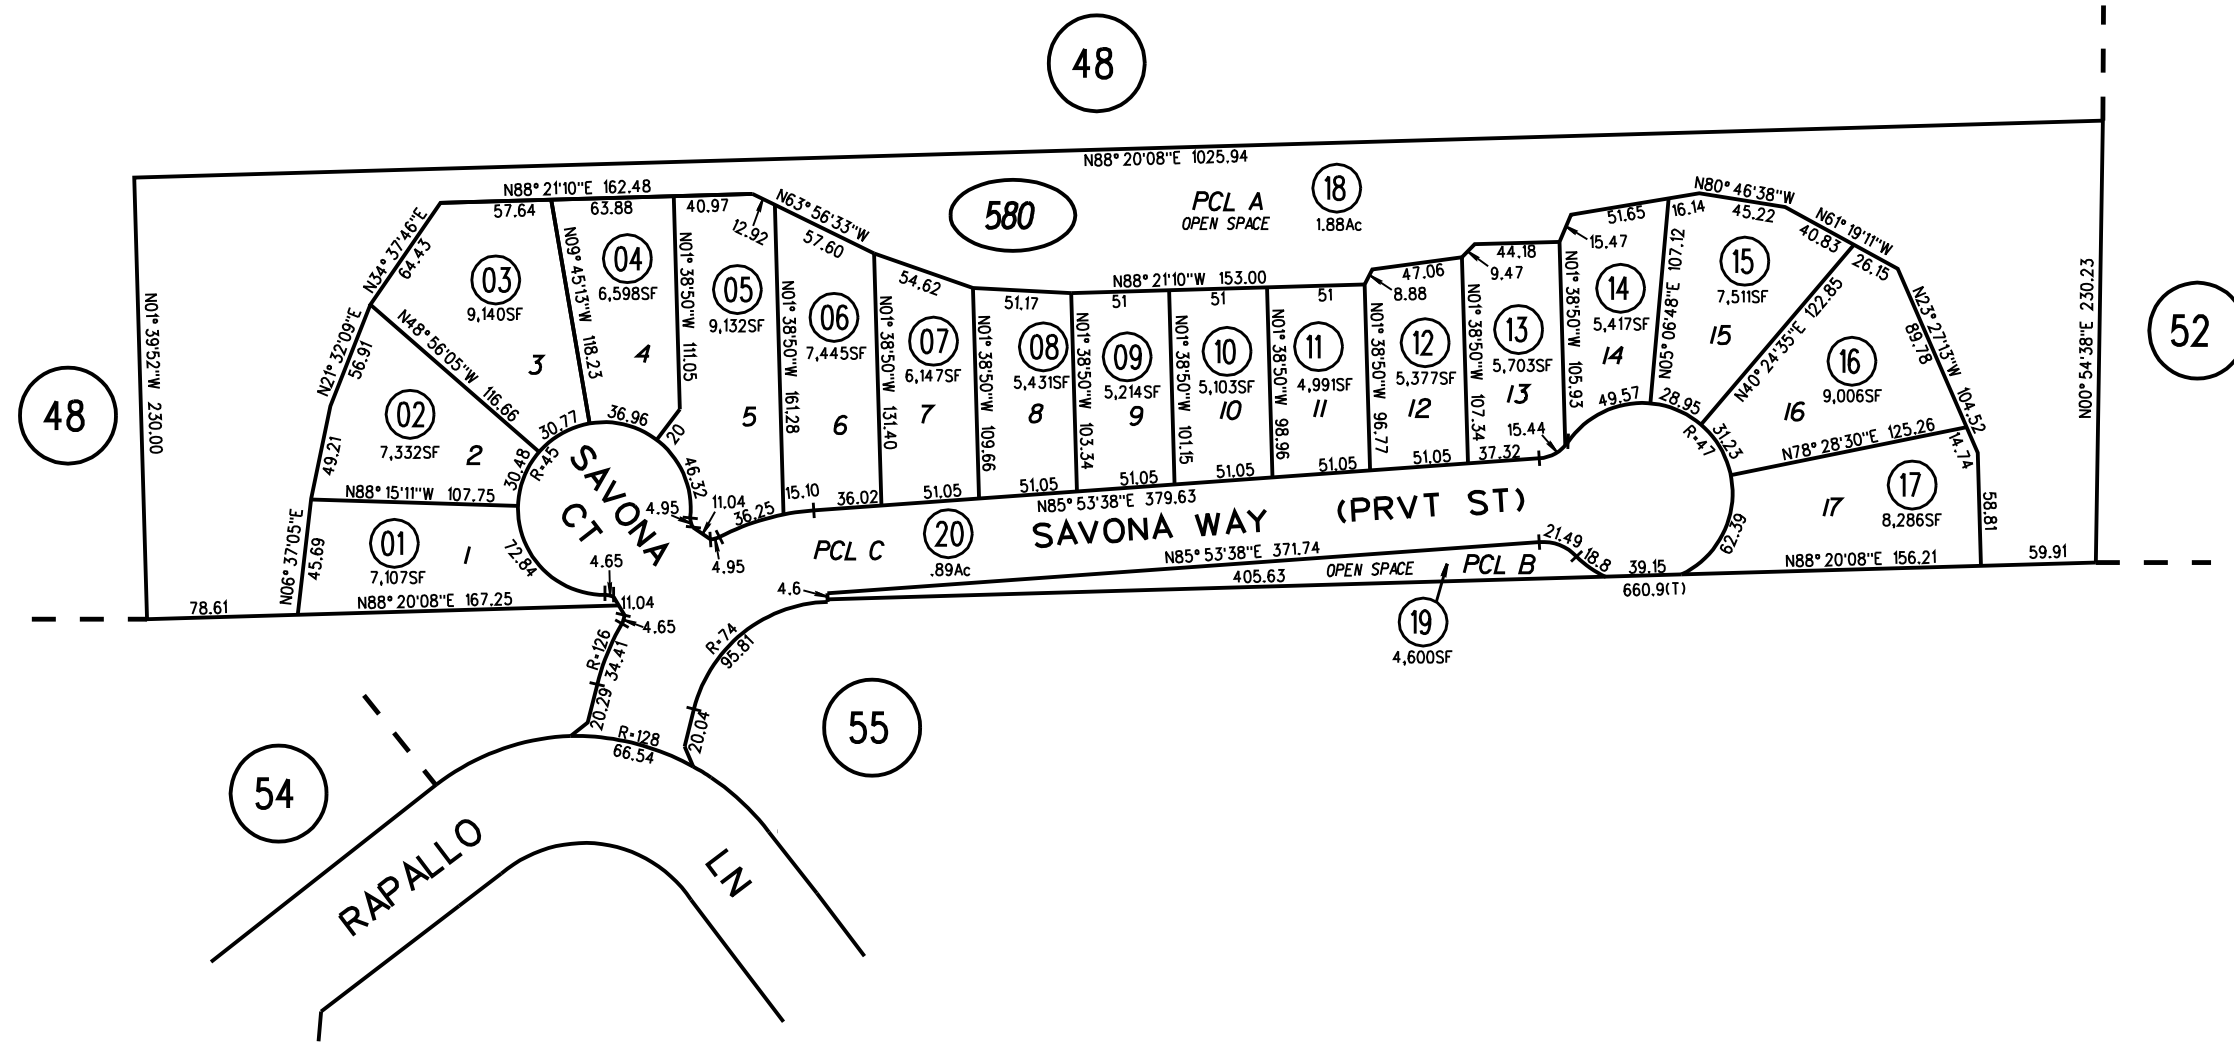 48
N88°20'08"E 1025.94
580
PCL A
OPEN SPACE
18
1.88Ac
N88°21'10"E 162.48
57.64
63.88
40.97
12.92
N63°56'33"W
57.60
54.62
51.17
N88°21'10"W 153.00
51
51
51
8.88
47.06
9.47
44.18
15.47
51.65
16.14
N80°46'38"W
45.22
N61°19'11"W
40.83
26.15
N23°27'13"W 104.52
89.78
14.74
58.81
N00°54'38"E 230.23
52
N01°39'52"W 230.00
48
N34°37'46"E
64.43
N21°32'09"E
56.91
49.21
N06°37'05"E
45.69
78.61
03
9,140SF
3
04
6,598SF
4
05
9,132SF
5
06
7,445SF
6
07
6,147SF
7
08
5,431SF
8
09
5,214SF
9
10
5,103SF
10
11
4,991SF
11
12
5,377SF
12
13
5,703SF
13
14
5,417SF
14
15
7,511SF
15
16
9,006SF
16
17
8,286SF
17
02
7,332SF
2
01
7,107SF
1
N48°56'05"W 116.66
N09°45'13"W 118.23
N01°38'50"W 111.05
N01°38'50"W 161.28
N01°38'50"W 131.40
N01°38'50"W 109.66
N01°38'50"W 103.34
N01°38'50"W 101.15
N01°38'50"W 98.96
N01°38'50"W 96.77
N01°38'50"W 107.34
N01°38'50"W 105.93
N05°06'48"E 107.12
N40°24'35"E 122.85
N78°28'30"E 125.26
N88°15'11"W 107.75
N88°20'08"E 167.25
30.77
36.96
20
46.32
30.48
R=45
72.84
SAVONA
CT
4.95
11.04
4.95
36.25
15.10
36.02
51.05
51.05
51.05
51.05
51.05
51.05
37.32
15.44
49.57
28.95
31.23
R=47
62.39
N85°53'38"E 379.63
SAVONA WAY (PRVT ST)
PCL C
20
.89Ac
N85°53'38"E 371.74
21.49
18.8
39.15
N88°20'08"E 156.21
59.91
405.63
OPEN SPACE
PCL B
660.9(T)
19
4,600SF
4.65
11.04
4.65
4.6
R=126
34.41
20.29
R=74
95.81
20.04
R=128
66.54
55
54
RAPALLO
LN